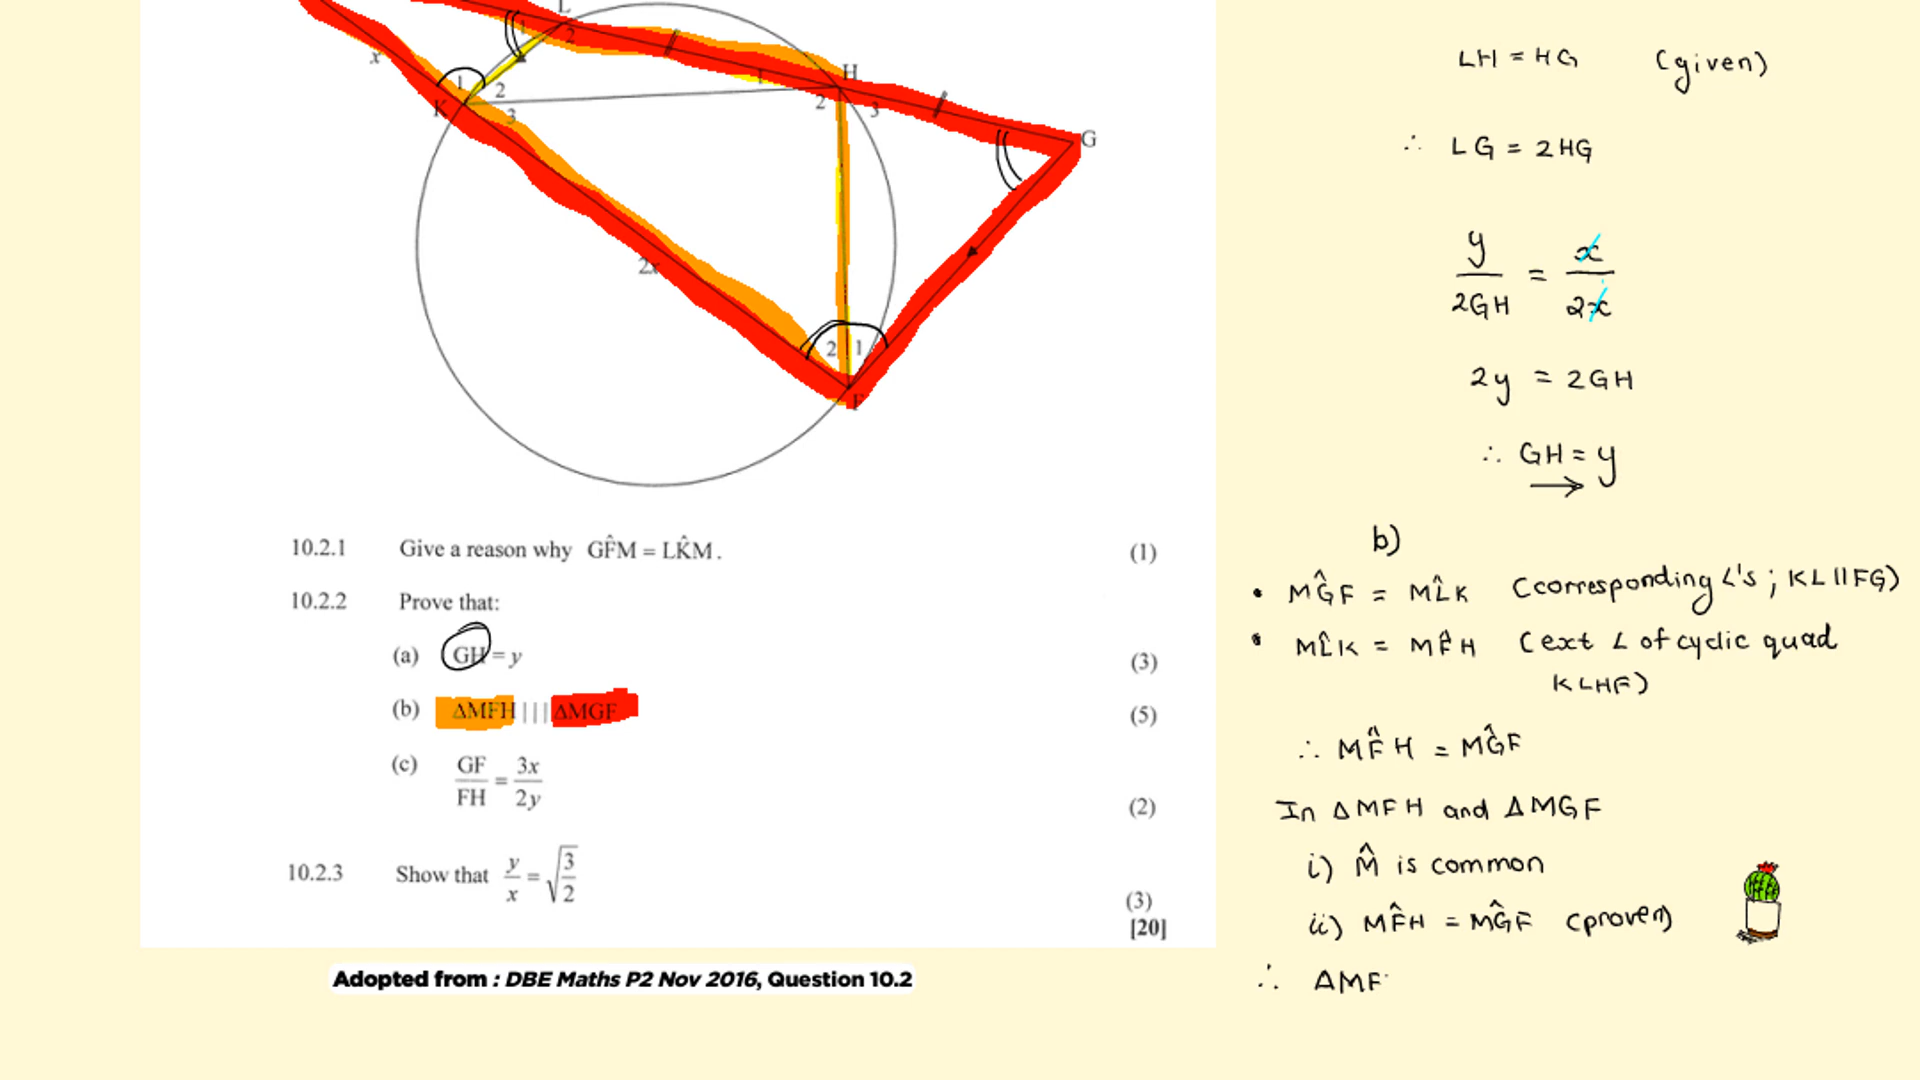 L
1
2
x
1
2
K
3
1
H
2
3
G
2x
2 1
F
10.2.1 Give a reason why GF̂M = LK̂M. (1)
10.2.2 Prove that:
(a) GH = y (3)
(b) ΔMFH ||| ΔMGF (5)
(c) GF/FH = 3x/2y (2)
10.2.3 Show that y/x = √(3/2) (3)
[20]
Adopted from : DBE Maths P2 Nov 2016, Question 10.2
LH = HG (given)
∴ LG = 2HG
y/2GH = x/2x
2y = 2GH
∴ GH = y
b)
• MĜF = ML̂K (corresponding ∠'s ; KL || FG)
• ML̂K = MF̂H (ext ∠ of cyclic quad
KLHF)
∴ MF̂H = MĜF
In ΔMFH and ΔMGF
i) M̂ is common
ii) MF̂H = MĜF (proven)
∴ ΔMF